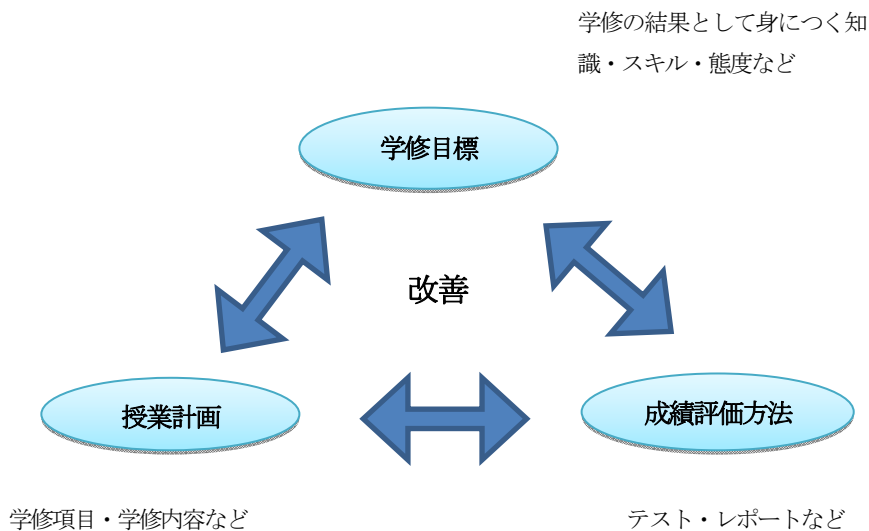 学修の結果として身につく知
識・スキル・態度など
学修目標
改善
授業計画
成績評価方法
学修項目・学修内容など
テスト・レポートなど